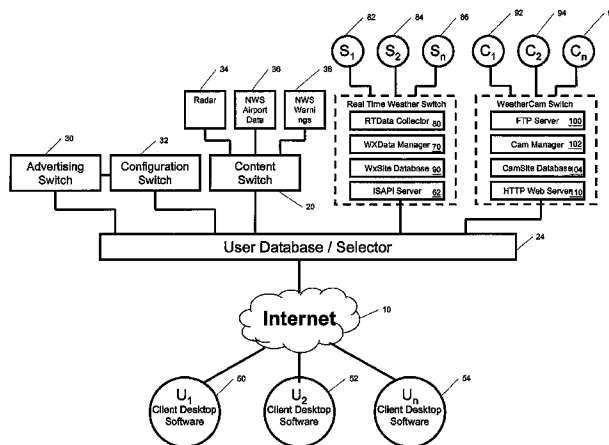 82
84
86
92
94
S1
S2
Sn
C1
C2
Cn
34
36
38
Radar
NWS
Airport
Data
NWS
Warni
ngs
Real Time Weather Switch
RTData Collector 80
WXData Manager 70
WxSite Database 90
ISAPI Server 62
WeatherCam Switch
FTP Server 100
Cam Manager 102
CamSite Database 104
HTTP Web Server 110
30
32
Advertising
Switch
Configuration
Switch
Content
Switch
20
User Database / Selector
24
Internet
10
50
52
54
U1
Client Desktop
Software
U2
Client Desktop
Software
Un
Client Desktop
Software